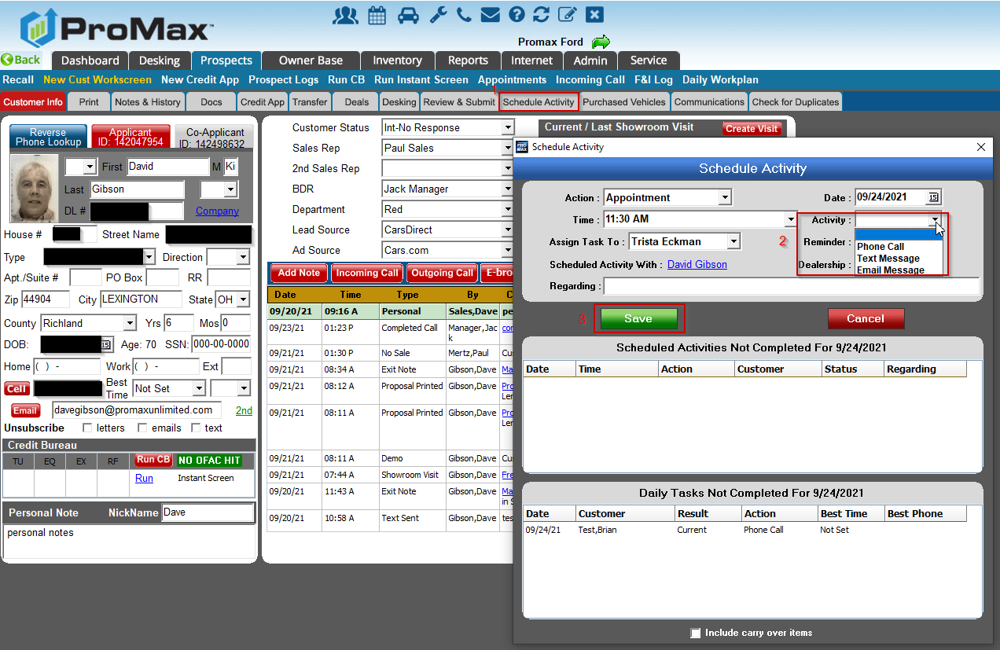 ProMax™
Promax Ford
Back
Dashboard Desking Prospects Owner Base Inventory Reports Internet Admin Service
Recall New Cust Workscreen New Credit App Prospect Logs Run CB Run Instant Screen Appointments Incoming Call F&I Log Daily Workplan
1
Customer Info Print Notes & History Docs Credit App Transfer Deals Desking Review & Submit Schedule Activity Purchased Vehicles Communications Check for Duplicates
Reverse Phone Lookup
Applicant ID: 142047954
Co-Applicant ID: 142498632
First David M Ki
Last Gibson
DL # Company
House # Street Name
Type Direction
Apt./Suite # PO Box RR
Zip 44904 City LEXINGTON State OH
County Richland Yrs 6 Mos 0
DOB: 15 Age: 70 SSN: 000-00-0000
Home ( ) - Work ( ) - Ext
Cell Best Time Not Set
Email davegibson@promaxunlimited.com 2nd
Unsubscribe letters emails text
Credit Bureau
TU EQ EX RF Run CB NO OFAC HIT
Run Instant Screen
Personal Note NickName Dave
personal notes
Customer Status Int-No Response
Sales Rep Paul Sales
2nd Sales Rep
BDR Jack Manager
Department Red
Lead Source CarsDirect
Ad Source Cars.com
Current / Last Showroom Visit Create Visit
Add Note Incoming Call Outgoing Call E-bro
Date Time Type By C
09/20/21 09:16 A Personal Sales,Dave pe
09/23/21 01:23 P Completed Call Manager,Jac
k
cor
09/21/21 01:30 P No Sale Mertz,Paul Cus
09/21/21 08:34 A Exit Note Gibson,Dave Ma
09/21/21 08:12 A Proposal Printed Gibson,Dave Pro
Ler
09/21/21 08:11 A Proposal Printed Gibson,Dave Pro
Ler
09/21/21 08:11 A Demo Gibson,Dave Cus
09/21/21 07:44 A Showroom Visit Gibson,Dave Fre
09/20/21 11:43 A Exit Note Gibson,Dave Ma
in S
09/20/21 10:58 A Text Sent Gibson,Dave tes
PRO MAX Schedule Activity
Schedule Activity
Action : Appointment Date : 09/24/2021 15
Time : 11:30 AM Activity :
Assign Task To : Trista Eckman 2 Reminder :
Scheduled Activity With : David Gibson Dealership :
Phone Call
Text Message
Email Message
Regarding :
3 Save Cancel
Scheduled Activities Not Completed For 9/24/2021
Date Time Action Customer Status Regarding
Daily Tasks Not Completed For 9/24/2021
Date Customer Result Action Best Time Best Phone
09/24/21 Test,Brian Current Phone Call Not Set
Include carry over items